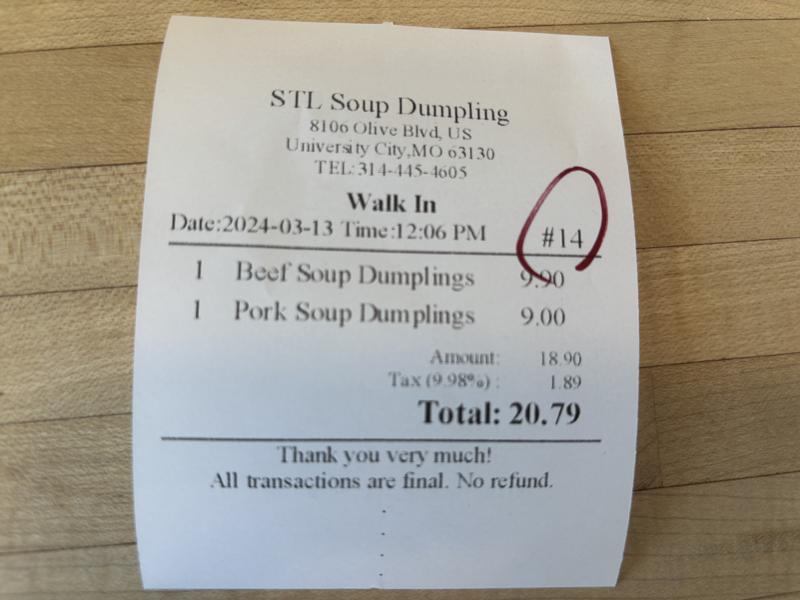 STL Soup Dumpling
8106 Olive Blvd, US
University City,MO 63130
TEL:314-445-4605
Walk In
Date:2024-03-13 Time:12:06 PM #14
1 Beef Soup Dumplings 9.90
1 Pork Soup Dumplings 9.00
Amount: 18.90
Tax (9.98%) : 1.89
Total: 20.79
Thank you very much!
All transactions are final. No refund.